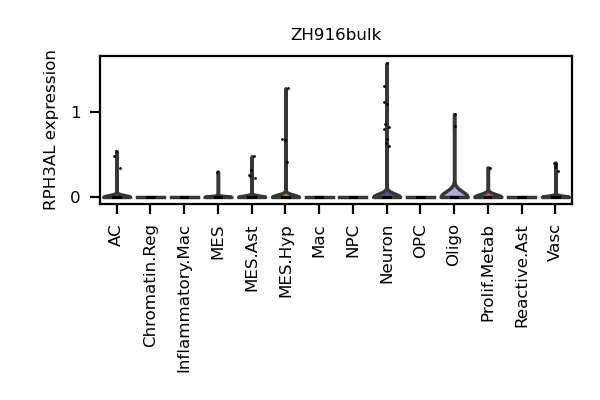 ZH916bulk
RPH3AL expression
1
0
AC
Chromatin.Reg
Inflammatory.Mac
MES
MES.Ast
MES.Hyp
Mac
NPC
Neuron
OPC
Oligo
Prolif.Metab
Reactive.Ast
Vasc